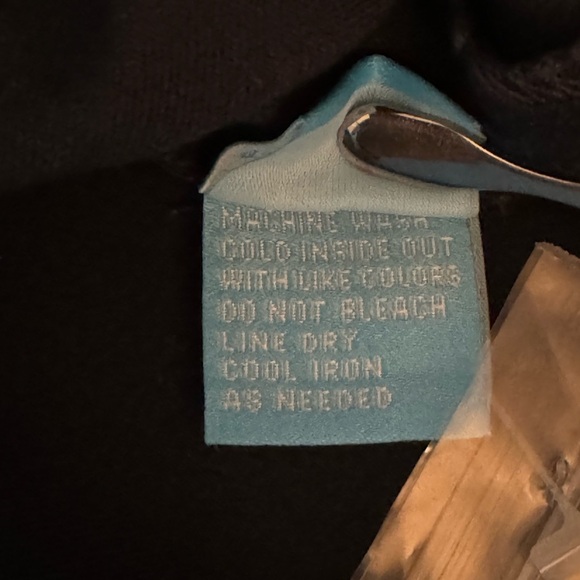 MACHINE WASH
COLD INSIDE OUT
WITH LIKE COLORS
DO NOT BLEACH
LINE DRY
COOL IRON
AS NEEDED